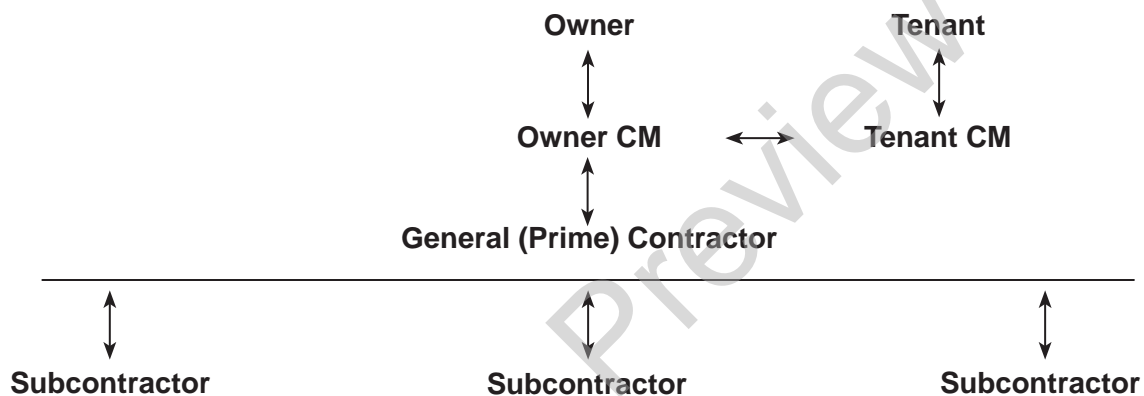 Owner Tenant
Owner CM Tenant CM
General (Prime) Contractor
Subcontractor Subcontractor Subcontractor
Preview